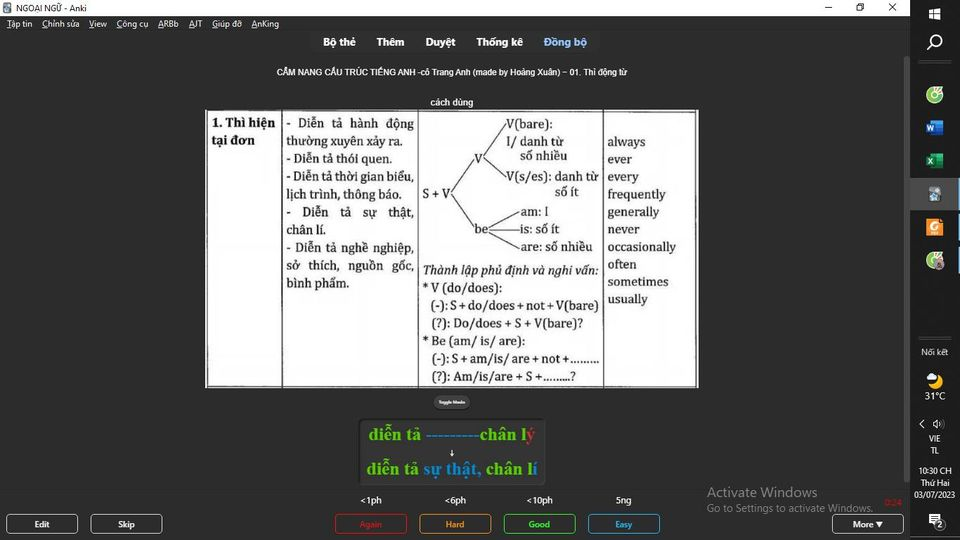 NGOẠI NGỮ - Anki
Tập tin Chỉnh sửa View Công cụ ARBb AJT Giúp đỡ AnKing
Bộ thẻ Thêm Duyệt Thống kê Đồng bộ
CẨM NANG CẤU TRÚC TIẾNG ANH -cô Trang Anh (made by Hoảng Xuân) – 01. Thì động từ
cách dùng
1. Thì hiện
tại đơn
- Diễn tả hành động
thường xuyên xảy ra.
- Diễn tả thói quen.
- Diễn tả thời gian biểu,
lịch trình, thông báo.
- Diễn tả sự thật,
chân lí.
- Diễn tả nghề nghiệp,
sở thích, nguồn gốc,
bình phẩm.
S + V
V
V(bare):
I/ danh từ
số nhiều
V(s/es): danh từ
số ít
be
am: I
is: số ít
are: số nhiều
Thành lập phủ định và nghi vấn:
* V (do/does):
(-): S + do/does + not + V(bare)
(?): Do/does + S + V(bare)?
* Be (am/ is/ are):
(-): S + am/is/ are + not +.........
(?): Am/is/are + S +.........?
always
ever
every
frequently
generally
never
occasionally
often
sometimes
usually
Toggle Masks
diễn tả ---------chân lý
↓
diễn tả sự thật, chân lí
<1ph <6ph <10ph 5ng
Edit Skip Again Hard Good Easy More ▼
0:24
Activate Windows
Go to Settings to activate Windows.
Nối kết
31°C
VIE
TL
10:30 CH
Thứ Hai
03/07/2023
2